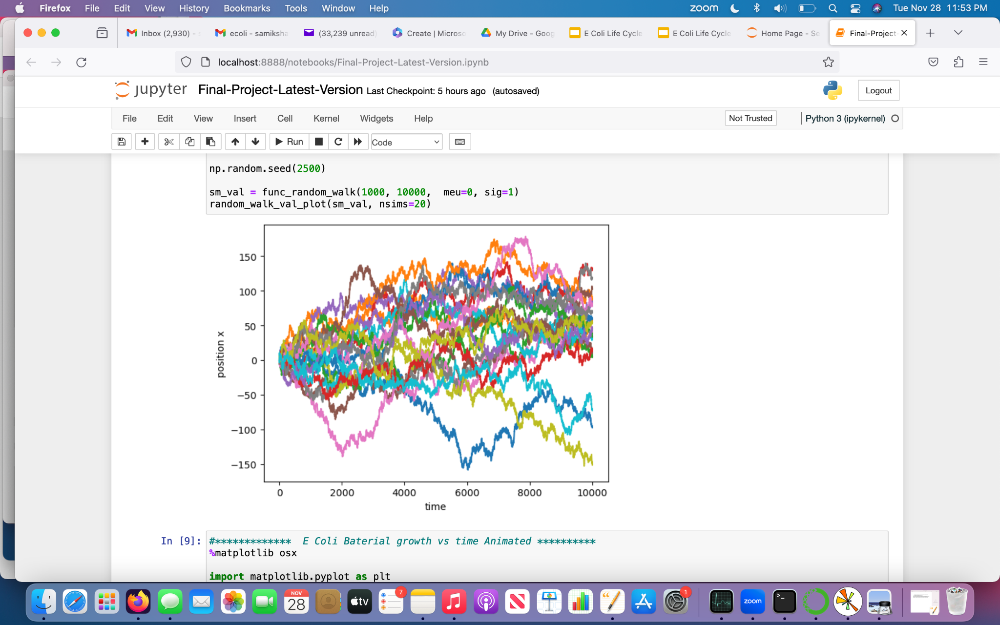 Firefox File Edit View History Bookmarks Tools Window Help zoom Tue Nov 28 11:53 PM
Inbox (2,930) - ecoli - samiksha (33,239 unread) Create | Microso My Drive - Goog E Coli Life Cycle E Coli Life Cycle Home Page - Se Final-Project-
localhost:8888/notebooks/Final-Project-Latest-Version.ipynb
jupyter Final-Project-Latest-Version Last Checkpoint: 5 hours ago (autosaved) Logout
File Edit View Insert Cell Kernel Widgets Help Not Trusted Python 3 (ipykernel)
Run Code
np.random.seed(2500)
sm_val = func_random_walk(1000, 10000,  meu=0, sig=1)
random_walk_val_plot(sm_val, nsims=20)
150
100
50
0
−50
−100
−150
position x
0 2000 4000 6000 8000 10000
time
In [9]: #************* E Coli Baterial growth vs time Animated **********
%matplotlib osx
import matplotlib.pyplot as plt
NOV
28
tv
7
1
zoom
>_